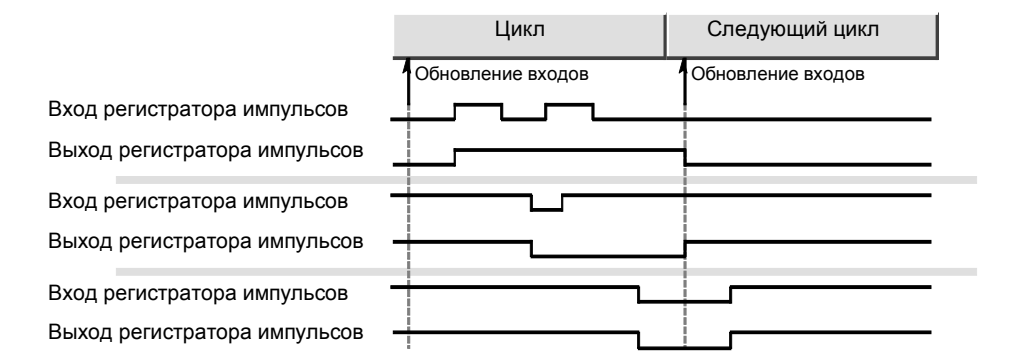 Цикл
Следующий цикл
Обновление входов
Обновление входов
Вход регистратора импульсов
Выход регистратора импульсов
Вход регистратора импульсов
Выход регистратора импульсов
Вход регистратора импульсов
Выход регистратора импульсов